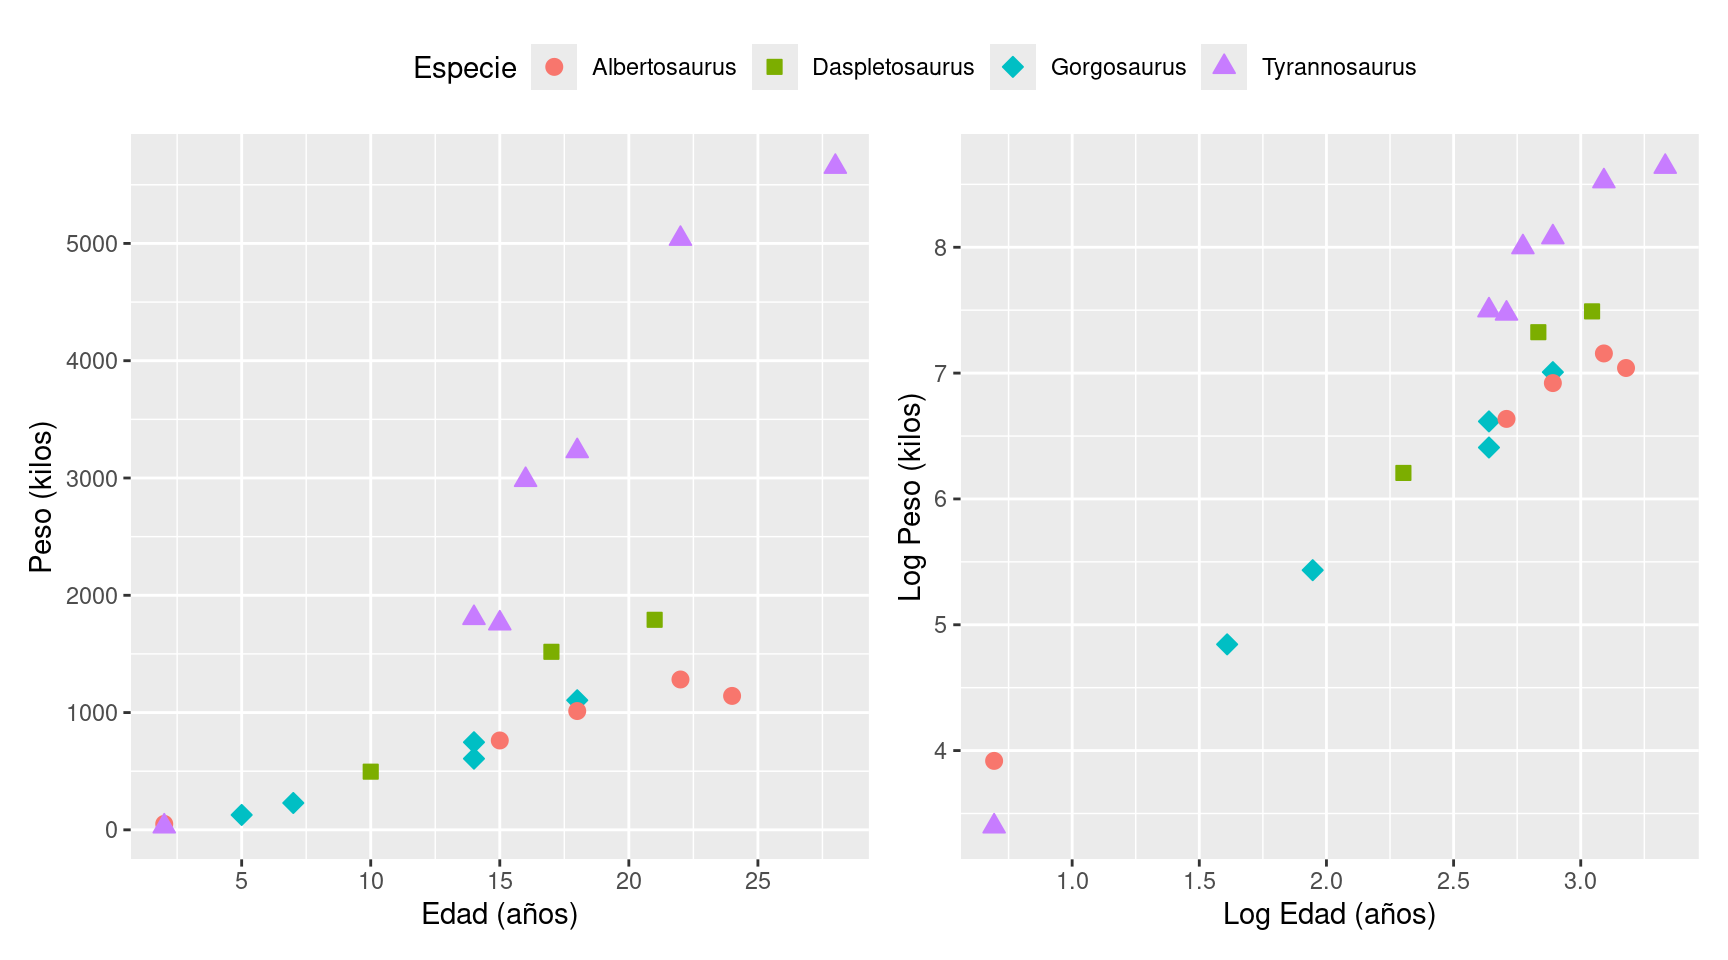 Especie Albertosaurus Daspletosaurus Gorgosaurus Tyrannosaurus
Peso (kilos)
5000
4000
3000
2000
1000
0
5 10 15 20 25
Edad (años)
Log Peso (kilos)
8
7
6
5
4
1.0 1.5 2.0 2.5 3.0
Log Edad (años)